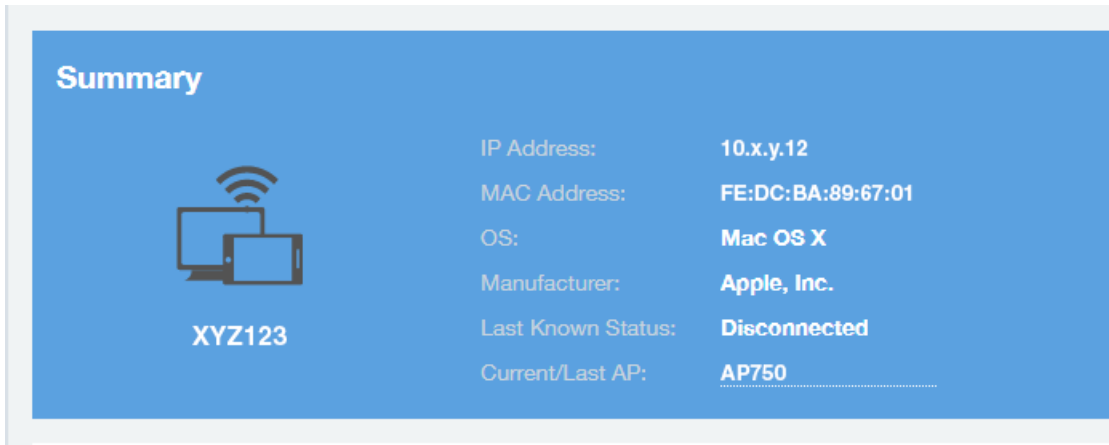 Summary
IP Address: 10.x.y.12
MAC Address: FE:DC:BA:89:67:01
OS: Mac OS X
Manufacturer: Apple, Inc.
Last Known Status: Disconnected
Current/Last AP: AP750
XYZ123